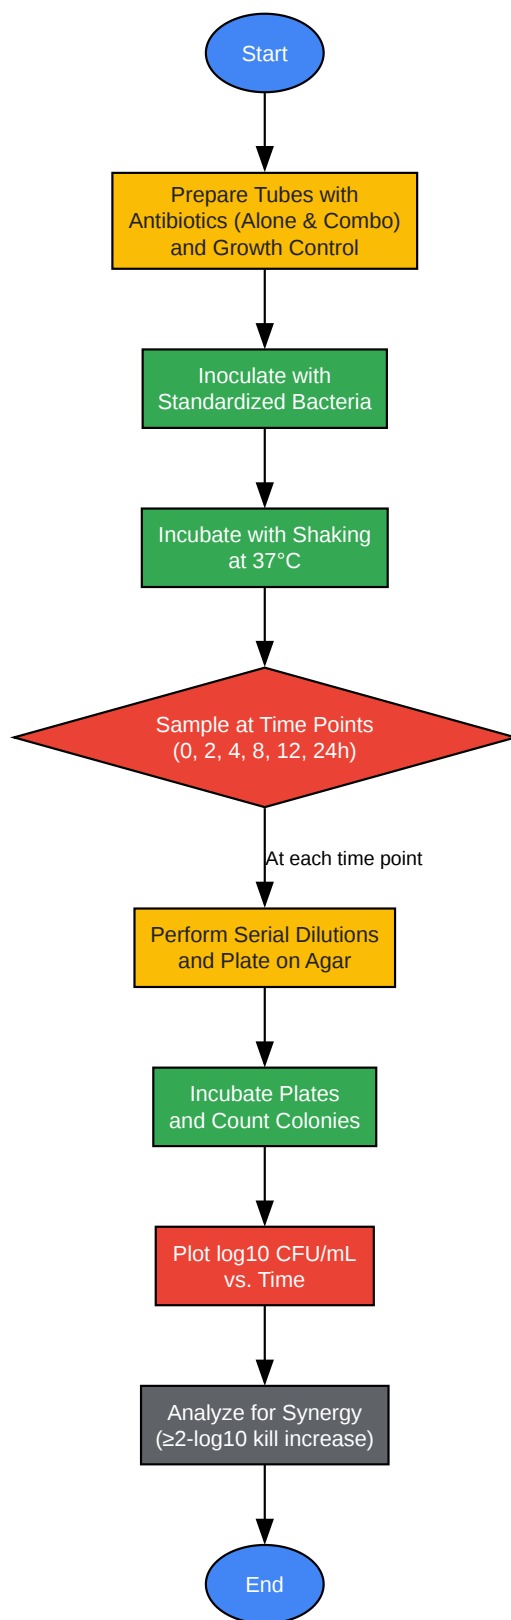 Start
Prepare Tubes with
Antibiotics (Alone & Combo)
and Growth Control
Inoculate with
Standardized Bacteria
Incubate with Shaking
at 37°C
Sample at Time Points
(0, 2, 4, 8, 12, 24h)
At each time point
Perform Serial Dilutions
and Plate on Agar
Incubate Plates
and Count Colonies
Plot log10 CFU/mL
vs. Time
Analyze for Synergy
(≥2-log10 kill increase)
End